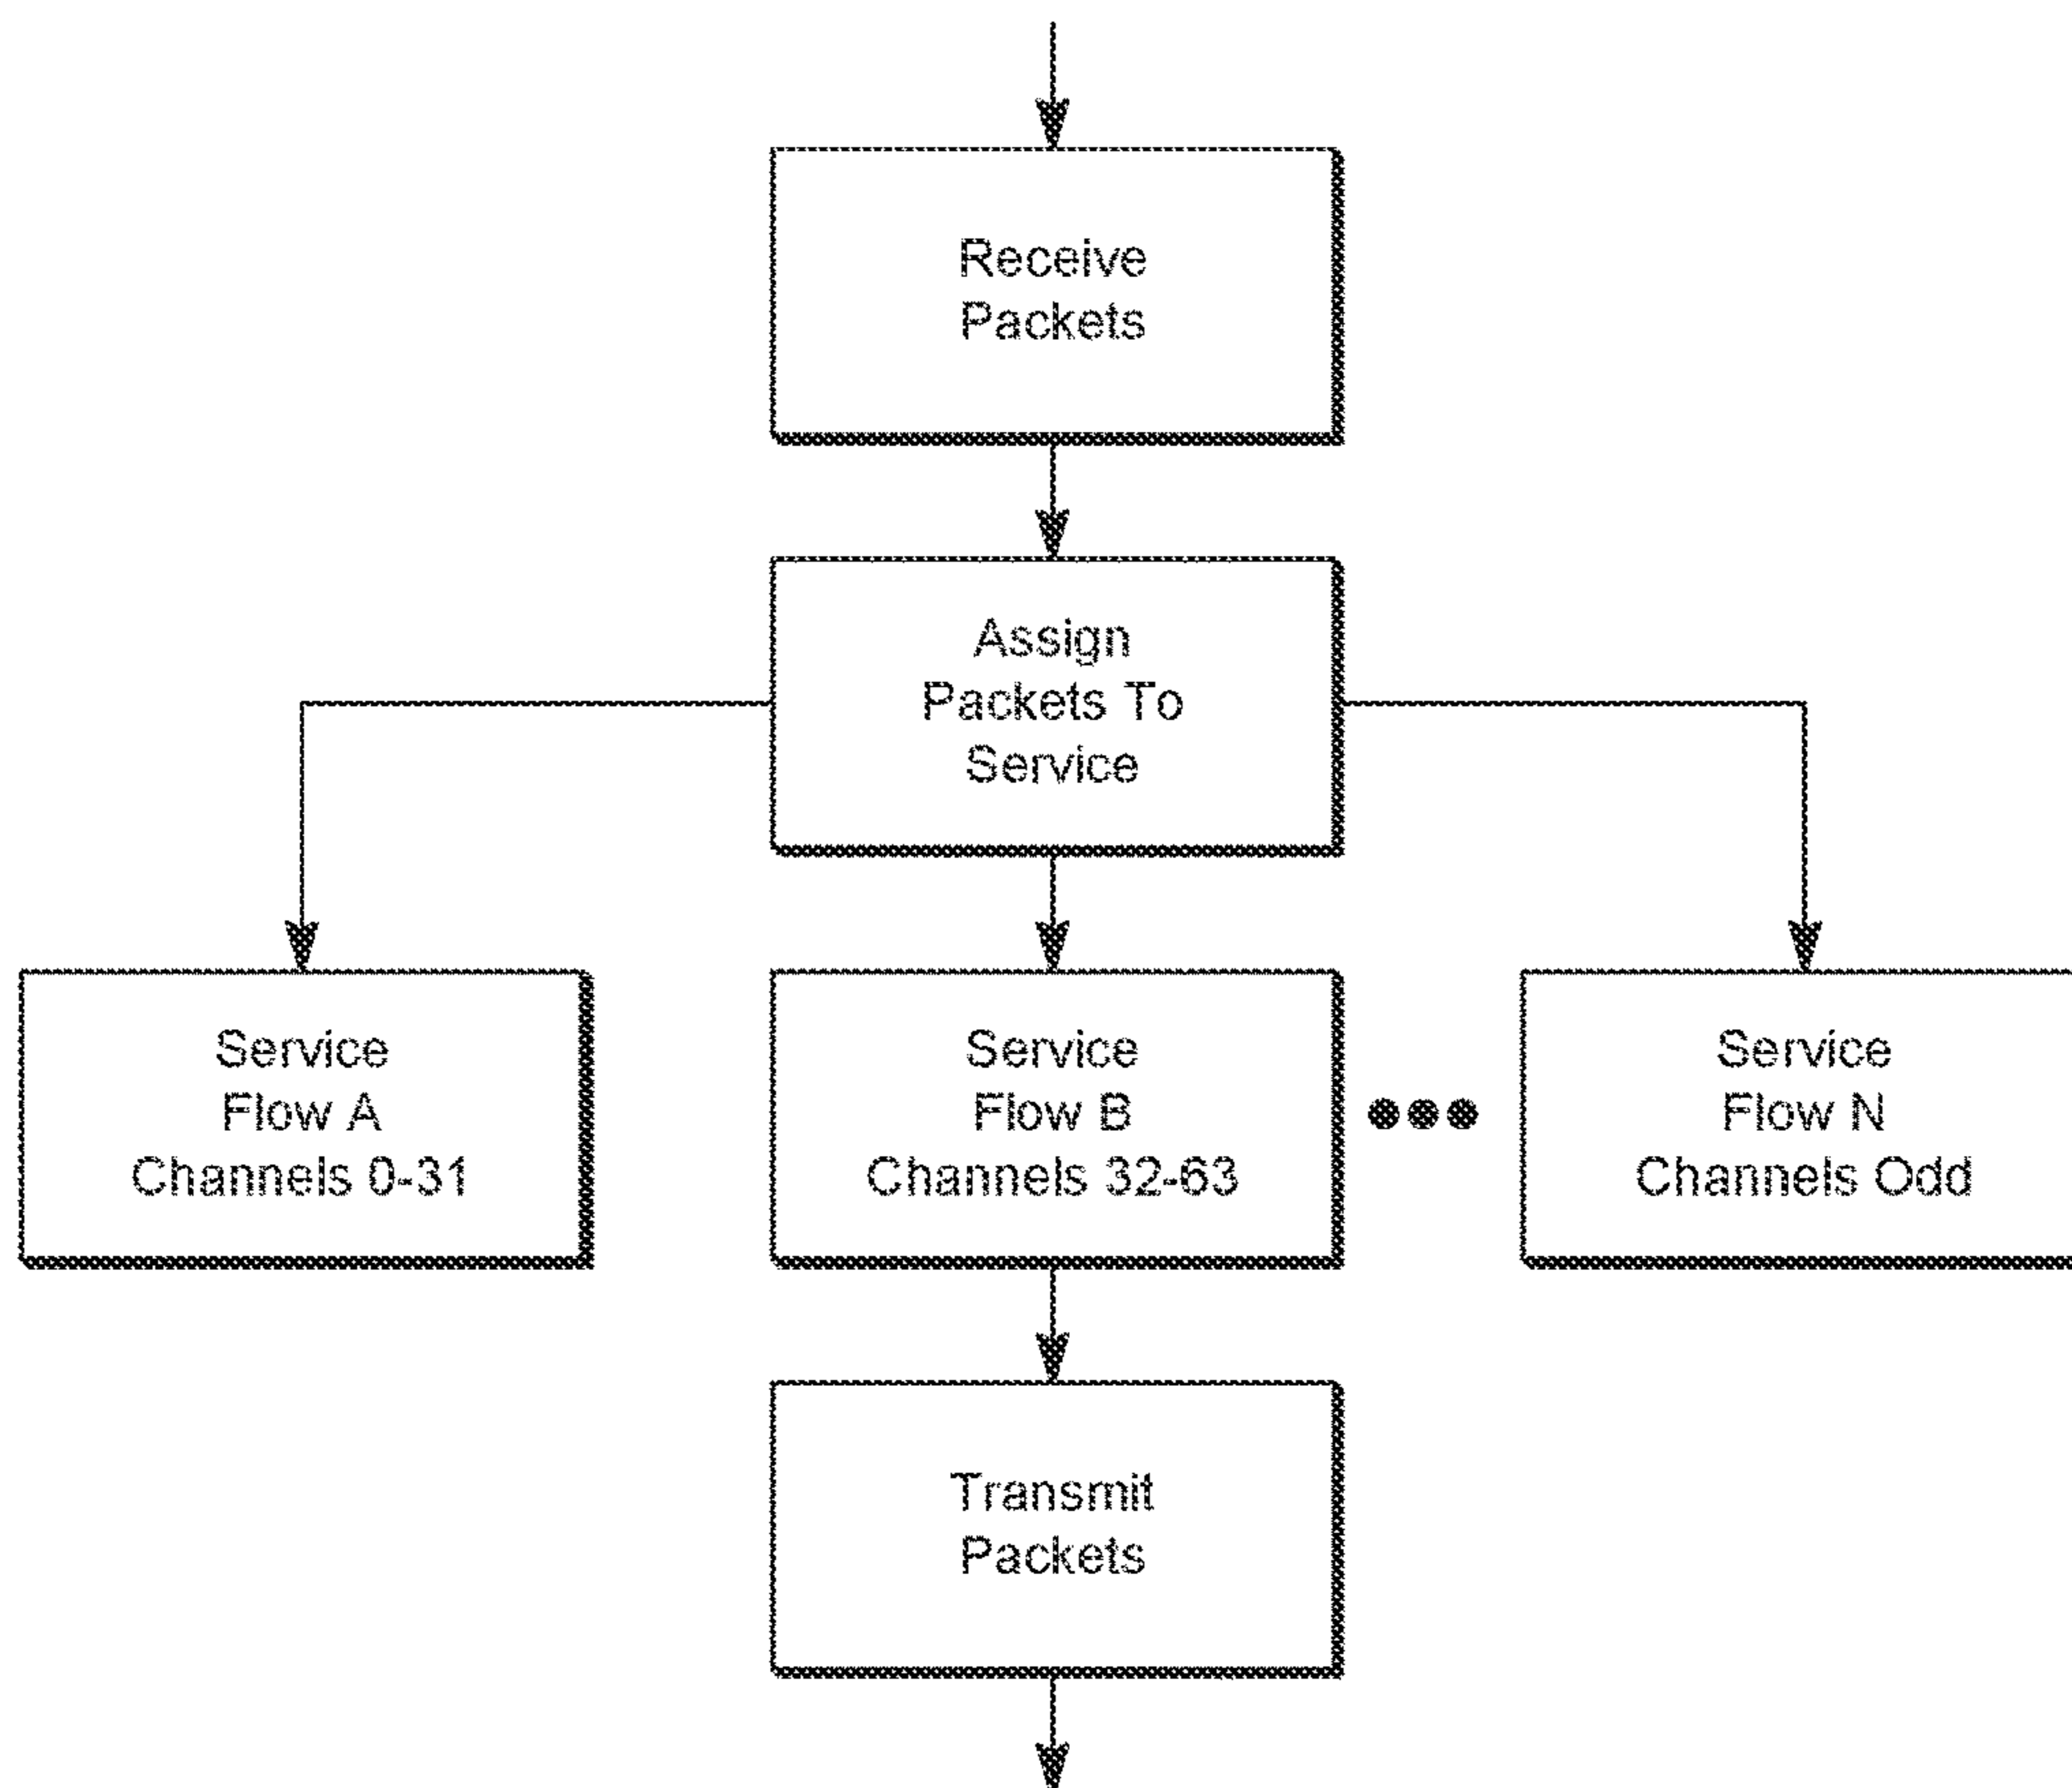 Receive
Packets
Assign
Packets To
Service
Service
Flow A
Channels 0-31
Service
Flow B
Channels 32-63
Service
Flow N
Channels Odd
Transmit
Packets